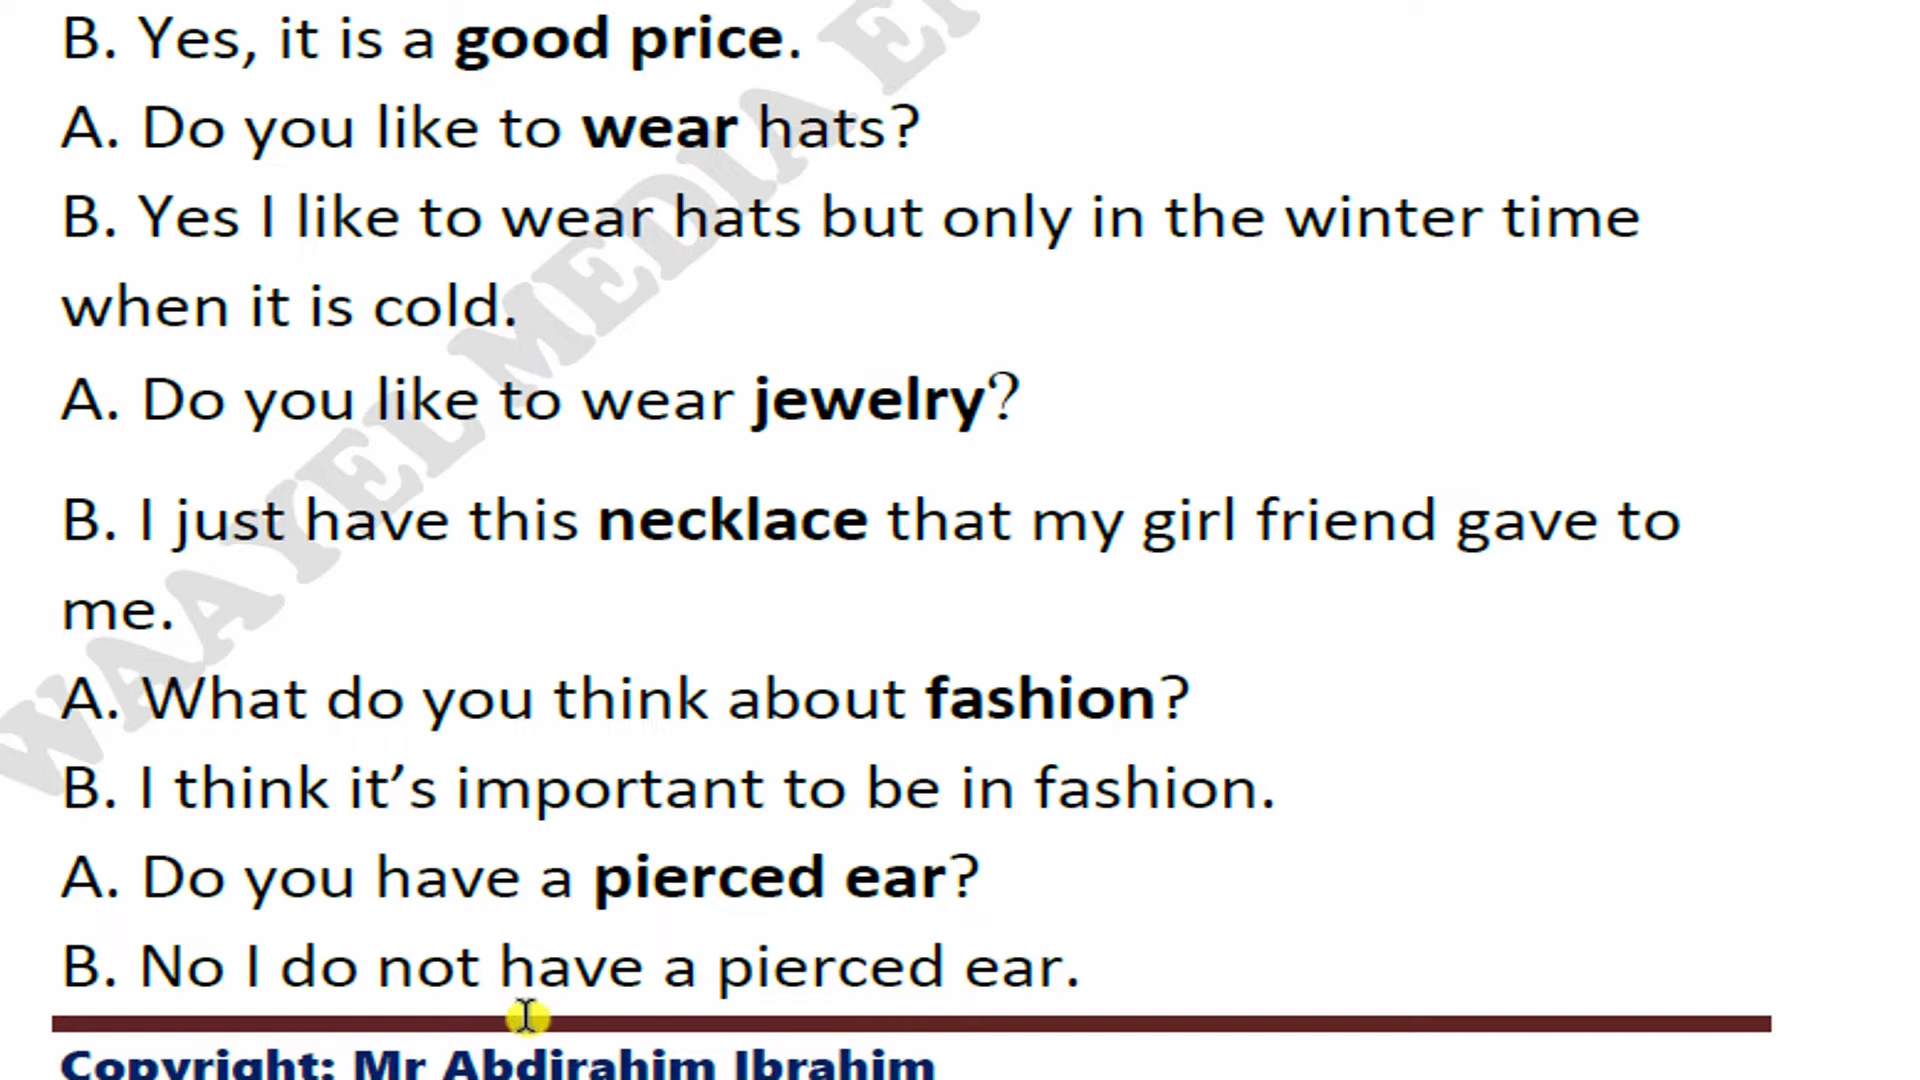 B. Yes, it is a good price.
A. Do you like to wear hats?
B. Yes I like to wear hats but only in the winter time
when it is cold.
A. Do you like to wear jewelry?
B. I just have this necklace that my girl friend gave to
me.
A. What do you think about fashion?
B. I think it’s important to be in fashion.
A. Do you have a pierced ear?
B. No I do not have a pierced ear.
Copyright: Mr Abdirahim Ibrahim
WAAYEL MEDIA